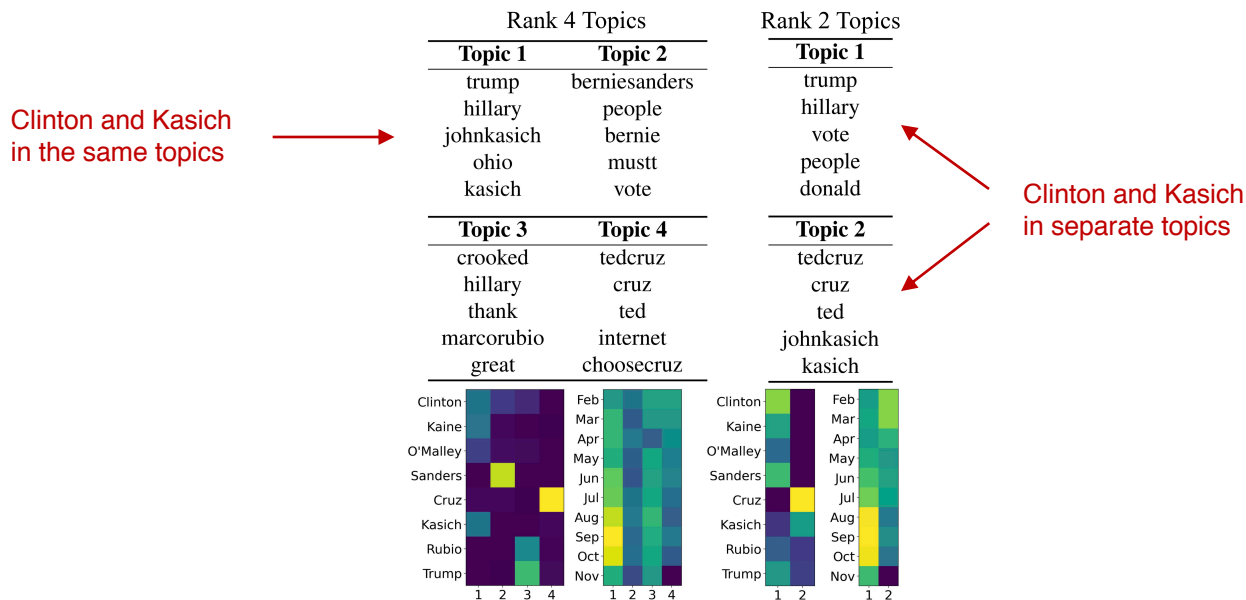 Rank 4 Topics
Topic 1 Topic 2
trump berniesanders
hillary people
johnkasich bernie
ohio mustt
kasich vote
Topic 3 Topic 4
crooked tedcruz
hillary cruz
thank ted
marcorubio internet
great choosecruz
Rank 2 Topics
Topic 1
trump
hillary
vote
people
donald
Topic 2
tedcruz
cruz
ted
johnkasich
kasich
Clinton and Kasich
in the same topics
Clinton and Kasich
in separate topics
Clinton
Kaine
O'Malley
Sanders
Cruz
Kasich
Rubio
Trump
1 2 3 4
Feb
Mar
Apr
May
Jun
Jul
Aug
Sep
Oct
Nov
1 2 3 4
Clinton
Kaine
O'Malley
Sanders
Cruz
Kasich
Rubio
Trump
1 2
Feb
Mar
Apr
May
Jun
Jul
Aug
Sep
Oct
Nov
1 2